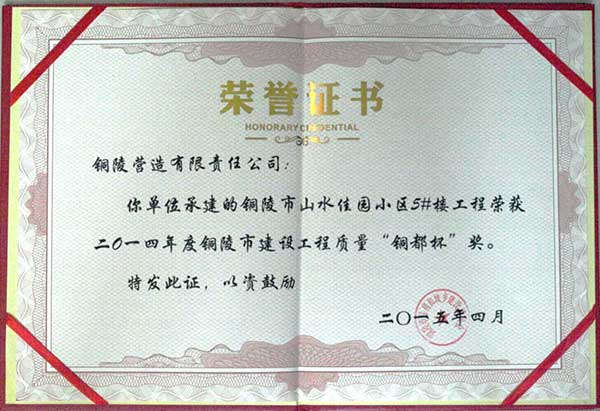 荣誉证书
HONORARY CREDENTIAL
铜陵营造有限责任公司：
你单位承建的铜陵市山水佳园小区5#楼工程荣获
二〇一四年度铜陵市建设工程质量“铜都杯”奖。
特发此证，以资鼓励
二〇一五年四月